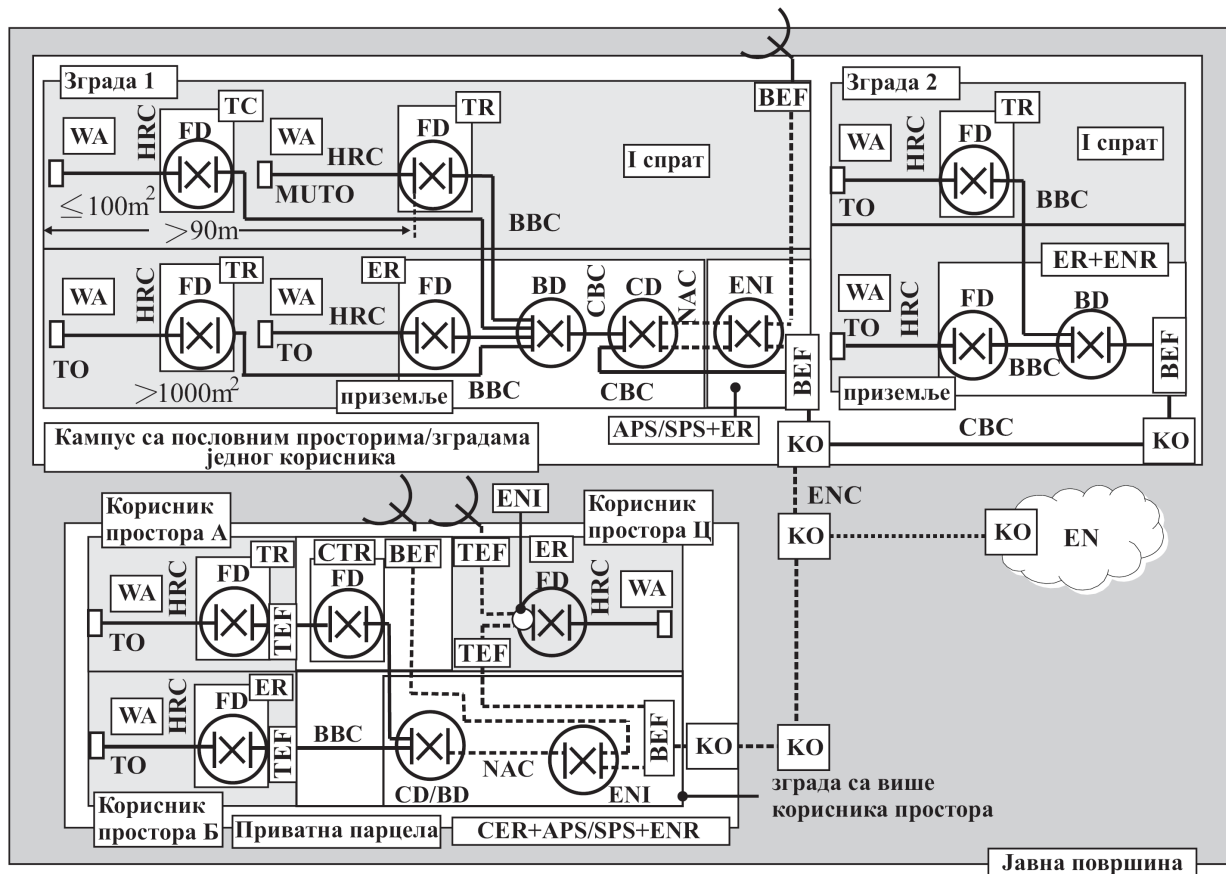 Зграда 1
BEF
Зграда 2
TC
TR
TR
WA
HRC
FD
WA
HRC
FD
I спрат
WA
HRC
FD
I спрат
MUTO
TO
≤100m²
>90m
BBC
BBC
TR
ER
ER+ENR
WA
HRC
FD
WA
HRC
FD
BD
CBC
CD
NAC
ENI
WA
HRC
FD
BD
BEF
TO
TO
BEF
TO
BBC
>1000m²
приземље
BBC
CBC
приземље
APS/SPS+ER
Кампус са пословним просторима/зградама
једног корисника
KO
CBC
KO
ENC
Корисник
простора А
ENI
Корисник
простора Ц
KO
KO
EN
TR
CTR
BEF
TEF
ER
WA
HRC
FD
FD
FD
HRC
WA
TO
TEF
TEF
ER
WA
HRC
FD
BBC
BEF
KO
KO
TO
TEF
NAC
CD/BD
ENI
зграда са више
корисника простора
Корисник
простора Б
Приватна парцела
CER+APS/SPS+ENR
Јавна површина